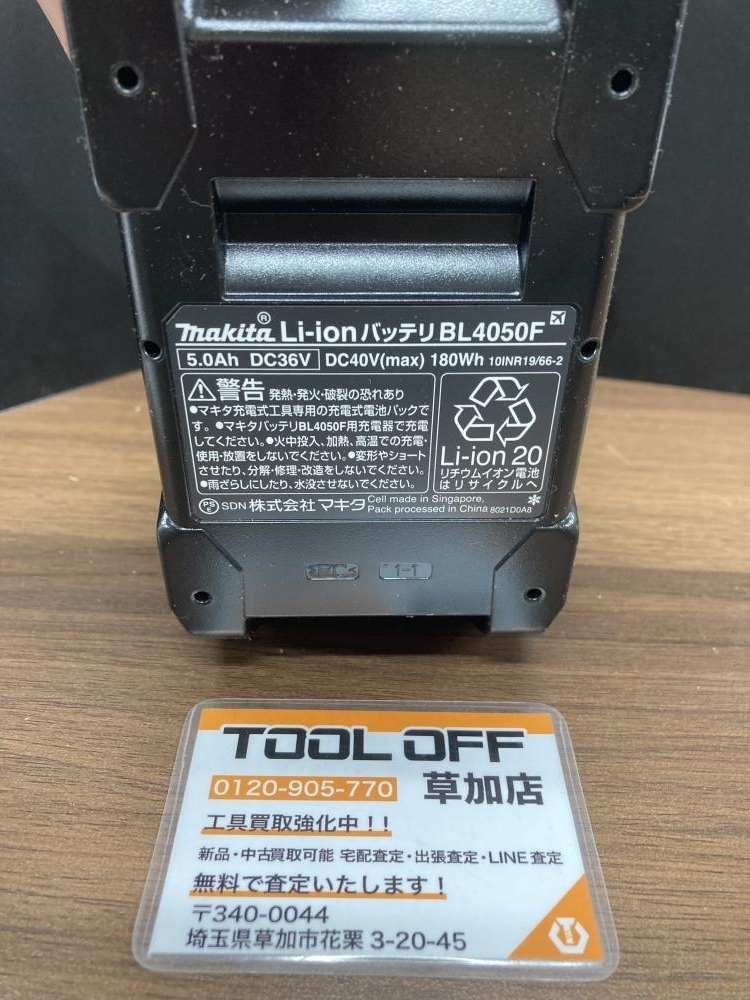 makita® Li-ionバッテリ BL4050F
5.0Ah DC36V DC40V(max) 180Wh 10INR19/66-2
警告 発熱・発火・破裂の恐れあり
●マキタ充電式工具専用の充電式電池パックで
す。●マキタバッテリBL4050F用充電器で充電
してください。●火中投入、加熱、高温での充電・
使用・放置をしないでください。●変形やショート
させたり、分解・修理・改造をしないでください。
●雨ざらしにしたり、水没させないでください。
Li-ion 20
リチウムイオン電池
はリサイクルへ
PS SDN 株式会社 マキタ
Cell made in Singapore,
Pack processed in China 8021D0A8
*
1-1
TOOL OFF
0120-905-770 草加店
工具買取強化中!!
新品・中古買取可能 宅配査定・出張査定・LINE査定
無料で査定いたします!
〒340-0044
埼玉県草加市花栗 3-20-45